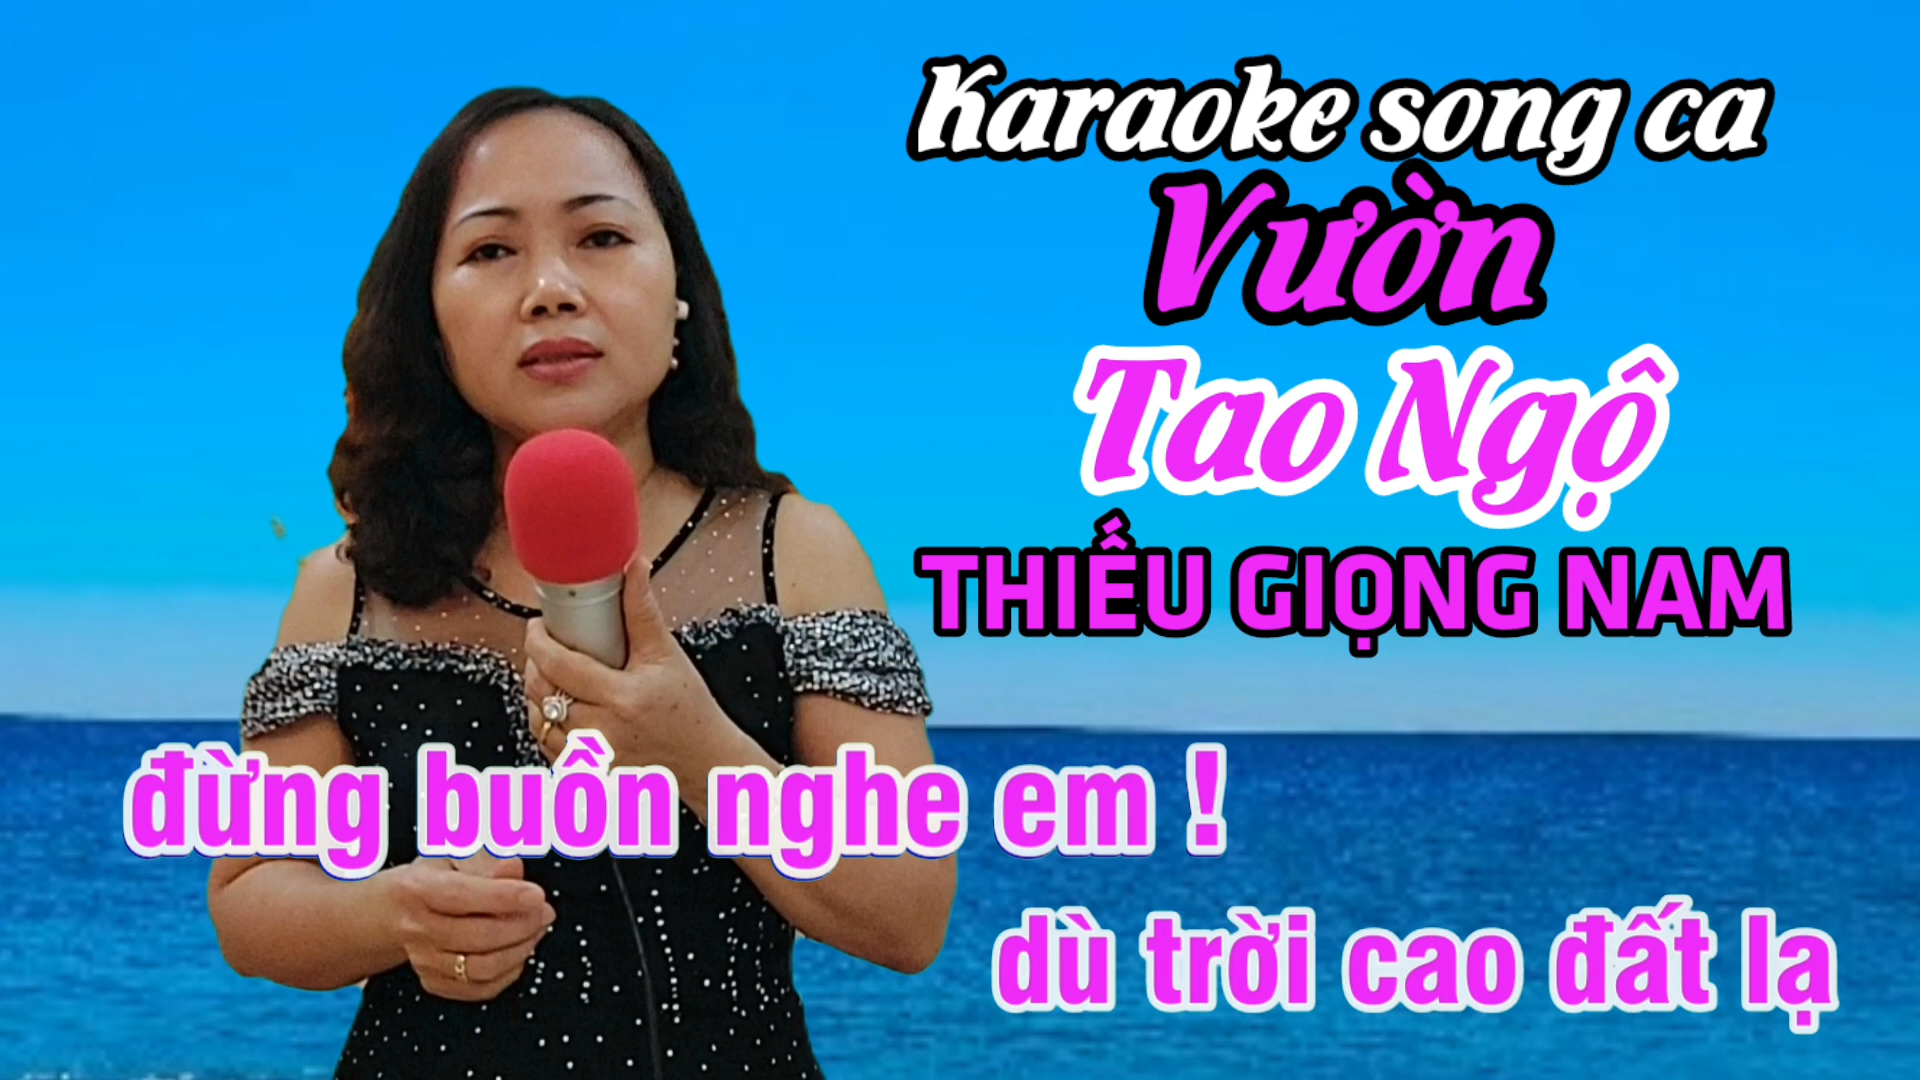 Karaoke song ca
Vườn
Tao Ngộ
THIẾU GIỌNG NAM
đừng buồn nghe em !
dù trời cao đất lạ